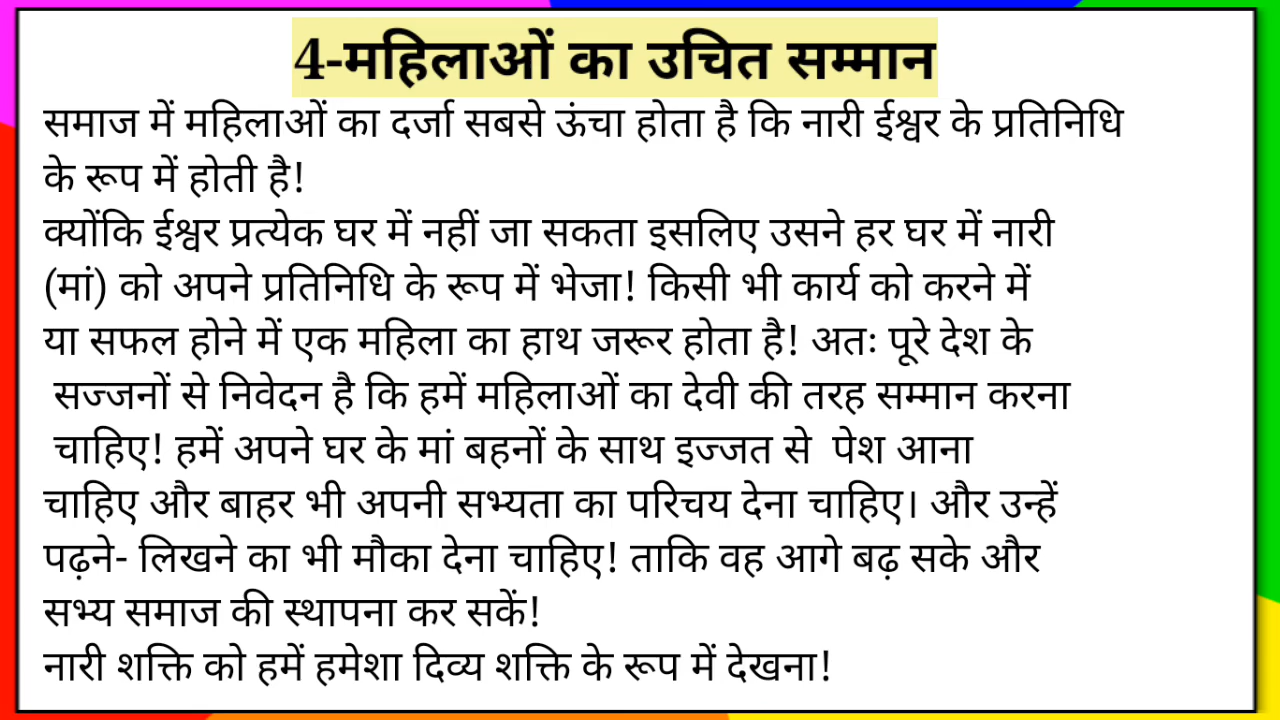 4-महिलाओं का उचित सम्मान
समाज में महिलाओं का दर्जा सबसे ऊंचा होता है कि नारी ईश्वर के प्रतिनिधि
के रूप में होती है!
क्योंकि ईश्वर प्रत्येक घर में नहीं जा सकता इसलिए उसने हर घर में नारी
(मां) को अपने प्रतिनिधि के रूप में भेजा! किसी भी कार्य को करने में
या सफल होने में एक महिला का हाथ जरूर होता है! अतः पूरे देश के
सज्जनों से निवेदन है कि हमें महिलाओं का देवी की तरह सम्मान करना
चाहिए! हमें अपने घर के मां बहनों के साथ इज्जत से पेश आना
चाहिए और बाहर भी अपनी सभ्यता का परिचय देना चाहिए। और उन्हें
पढ़ने- लिखने का भी मौका देना चाहिए! ताकि वह आगे बढ़ सके और
सभ्य समाज की स्थापना कर सकें!
नारी शक्ति को हमें हमेशा दिव्य शक्ति के रूप में देखना!